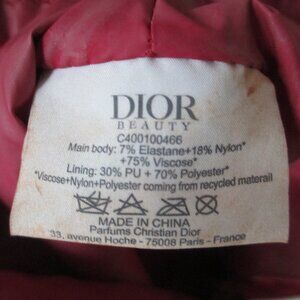 DIOR
BEAUTY
C400100466
Main body: 7% Elastane+18% Nylon*
+75% Viscose*
Lining: 30% PU + 70% Polyester*
*Viscose+Nylon+Polyester coming from recycled materail
MADE IN CHINA
Parfums Christian Dior
33, avenue Hoche - 75008 Paris - France